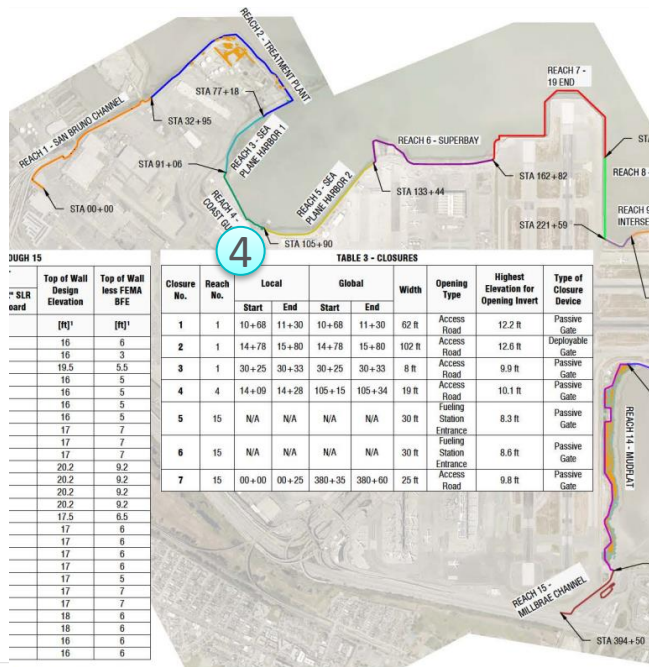 REACH 2 - TREATMENT PLANT
REACH 7 -
19 END
STA 77+18
REACH 1 - SAN BRUNO CHANNEL
STA 32+95
REACH 3 - SEA
PLANE HARBOR 1
REACH 6 - SUPERBAY
STA
STA 91+06
REACH 5 - SEA
PLANE HARBOR 2
STA 162+82
REACH 8 -
STA 133+44
STA 00+00
REACH 4 -
COAST GU
STA 221+59
REACH 9
INTERSE
4
STA 105+90
OUGH 15
" SLR
oard
Top of Wall
Design
Elevation
Top of Wall
less FEMA
BFE
[ft]¹ [ft]¹
16 6
16 3
19.5 5.5
16 5
16 5
16 5
16 5
17 7
17 7
17 7
20.2 9.2
20.2 9.2
20.2 9.2
20.2 9.2
17.5 6.5
17 6
17 6
17 6
17 6
17 5
17 7
17 7
18 6
18 6
16 6
16 6
TABLE 3 - CLOSURES
Closure
No.
Reach
No.
Local Global
Start End Start End
Width
Opening
Type
Highest
Elevation for
Opening Invert
Type of
Closure
Device
1 1 10+68 11+30 10+68 11+30 62 ft Access Road 12.2 ft Passive Gate
2 1 14+78 15+80 14+78 15+80 102 ft Access Road 12.6 ft Deployable Gate
3 1 30+25 30+33 30+25 30+33 8 ft Access Road 9.9 ft Passive Gate
4 4 14+09 14+28 105+15 105+34 19 ft Access Road 10.1 ft Passive Gate
5 15 N/A N/A N/A N/A 30 ft Fueling Station Entrance 8.3 ft Passive Gate
6 15 N/A N/A N/A N/A 30 ft Fueling Station Entrance 8.6 ft Passive Gate
7 15 00+00 00+25 380+35 380+60 25 ft Access Road 9.8 ft Passive Gate
REACH 14 - MUDFLAT
REACH 15 -
MILLBRAE CHANNEL
STA 394+50